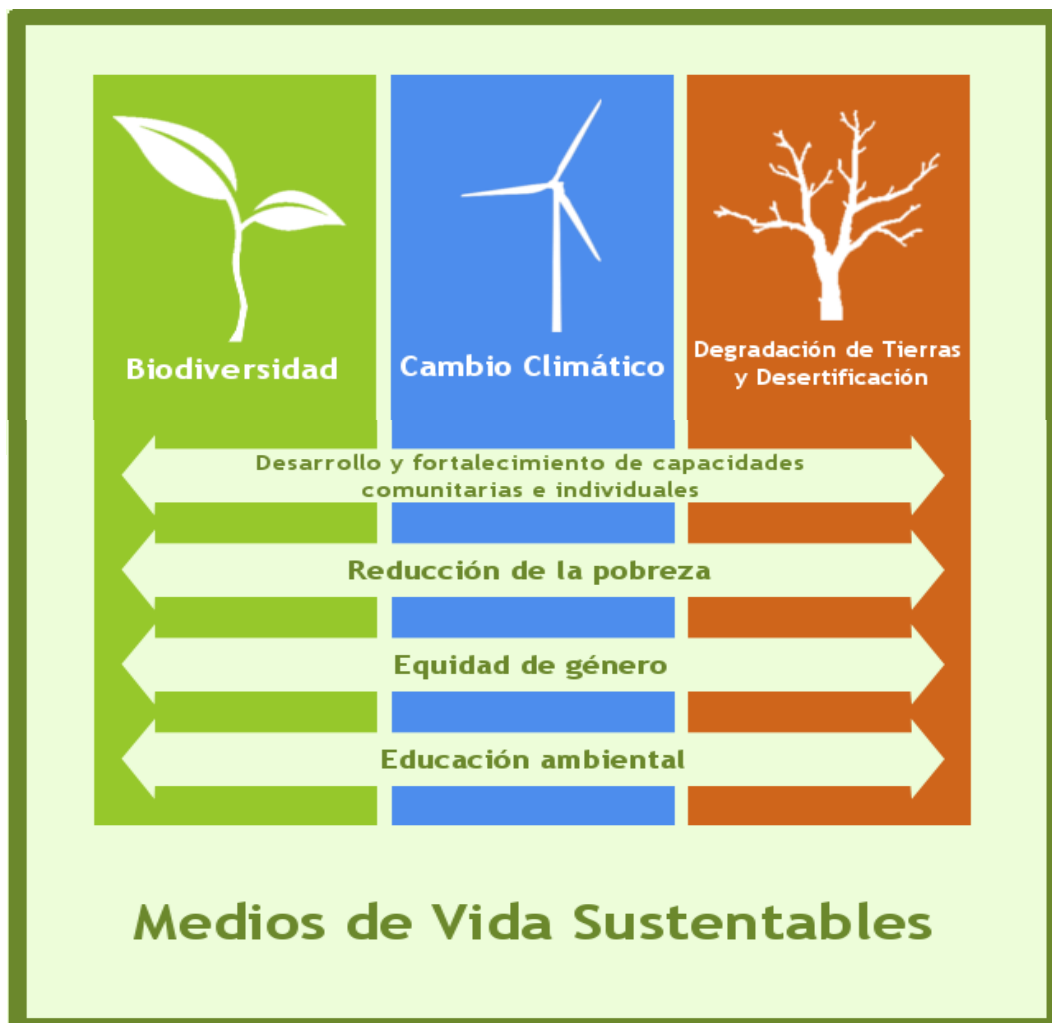 Biodiversidad
Cambio Climático
Degradación de Tierras
y Desertificación
Desarrollo y fortalecimiento de capacidades
comunitarias e individuales
Reducción de la pobreza
Equidad de género
Educación ambiental
Medios de Vida Sustentables